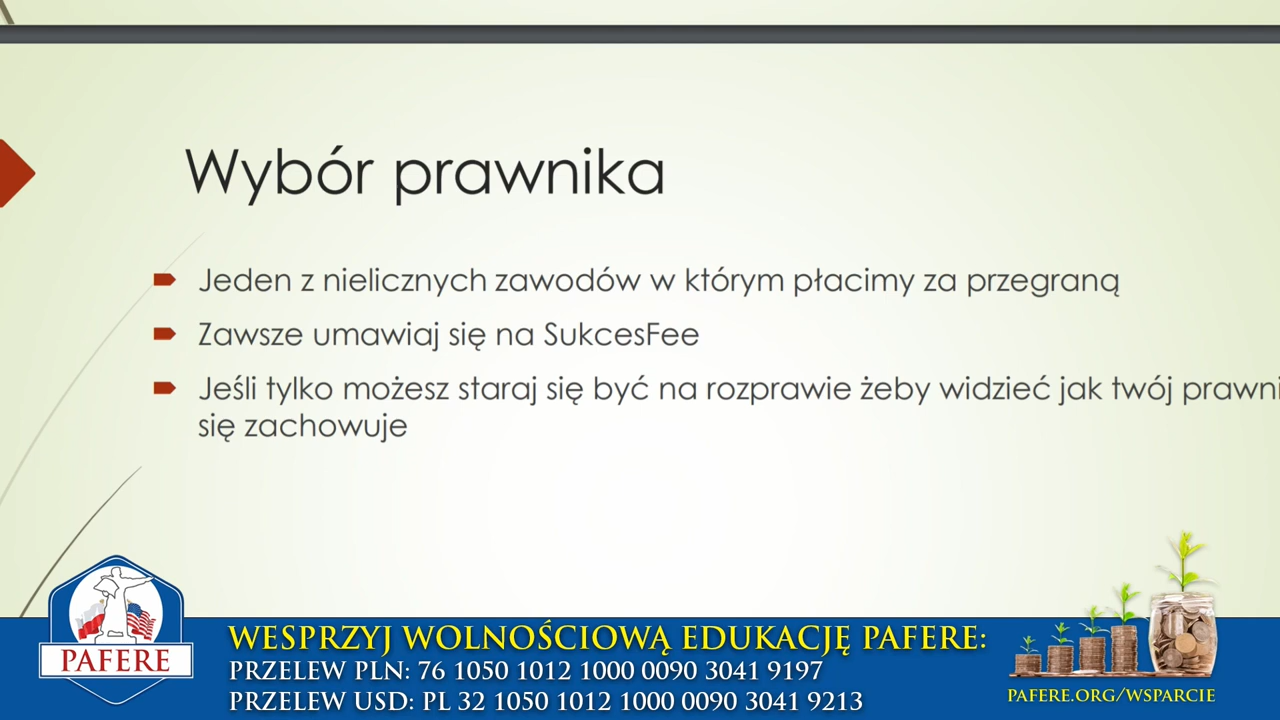 Wybór prawnika
Jeden z nielicznych zawodów w którym płacimy za przegraną
Zawsze umawiaj się na SukcesFee
Jeśli tylko możesz staraj się być na rozprawie żeby widzieć jak twój prawni
się zachowuje
PAFERE
WESPRZYJ WOLNOŚCIOWĄ EDUKACJĘ PAFERE:
PRZELEW PLN: 76 1050 1012 1000 0090 3041 9197
PRZELEW USD: PL 32 1050 1012 1000 0090 3041 9213
PAFERE.ORG/WSPARCIE